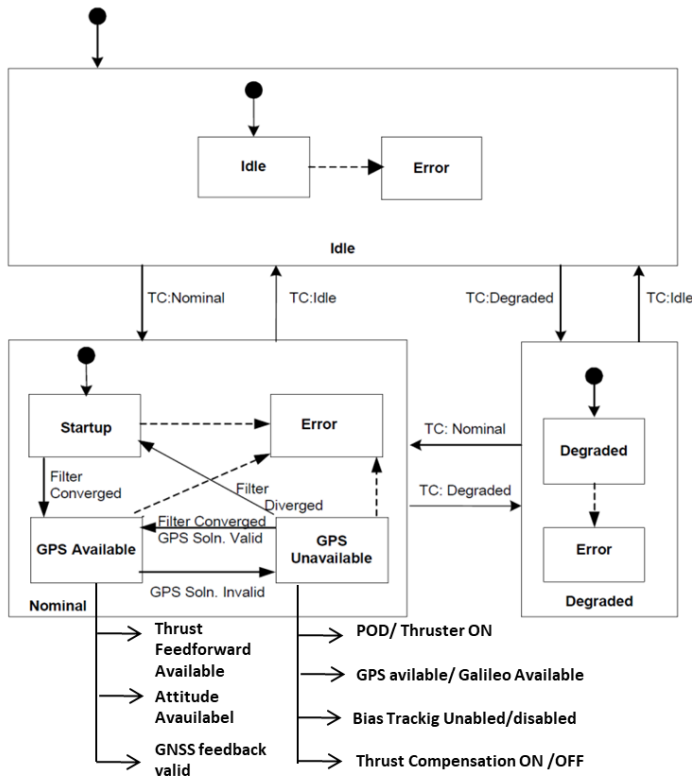 Idle
Error
Idle
TC:Nominal
TC:Idle
TC:Degraded
TC:Idle
Startup
Error
Filter
Converged
Filter
Diverged
GPS Available
Filter Converged
GPS Soln. Valid
GPS
Unavailable
GPS Soln. Invalid
Nominal
TC: Nominal
TC: Degraded
Degraded
Error
Degraded
Thrust
Feedforward
Available
Attitude
Avauilabel
GNSS feedback
valid
POD/ Thruster ON
GPS avilable/ Galileo Available
Bias Trackig Unabled/disabled
Thrust Compensation ON /OFF